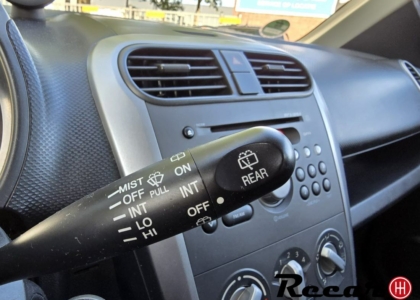 MIST
OFF PULL
INT
LO
HI
ON
INT
OFF
REAR
Recar